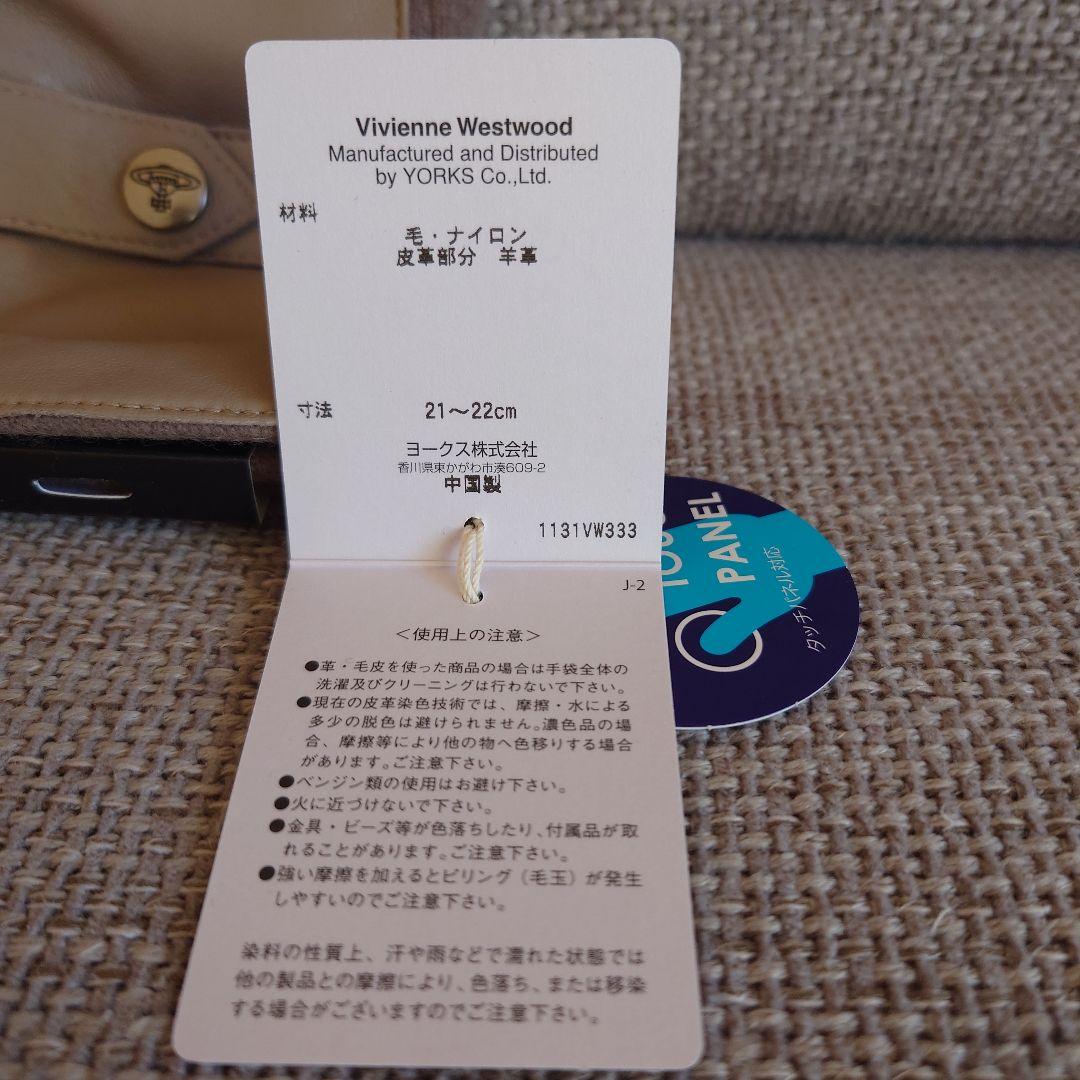 Vivienne Westwood
Manufactured and Distributed
by YORKS Co.,Ltd.
材料
毛・ナイロン
皮革部分 羊革
寸法 21～22cm
ヨークス株式会社
香川県東かがわ市湊609-2
中国製
1131VW333
J-2
＜使用上の注意＞
●革・毛皮を使った商品の場合は手袋全体の
洗濯及びクリーニングは行わないで下さい。
●現在の皮革染色技術では、摩擦・水による
多少の脱色は避けられません。濃色品の場
合、摩擦等により他の物へ色移りする場合
があります。ご注意下さい。
●ベンジン類の使用はお避け下さい。
●火に近づけないで下さい。
●金具・ビーズ等が色落ちしたり、付属品が取
れることがあります。ご注意下さい。
●強い摩擦を加えるとピリング（毛玉）が発生
しやすいのでご注意下さい。
染料の性質上、汗や雨などで濡れた状態では
他の製品との摩擦により、色落ち、または移染
する場合がございますのでご注意下さい。
PANEL
タッチパネル対応